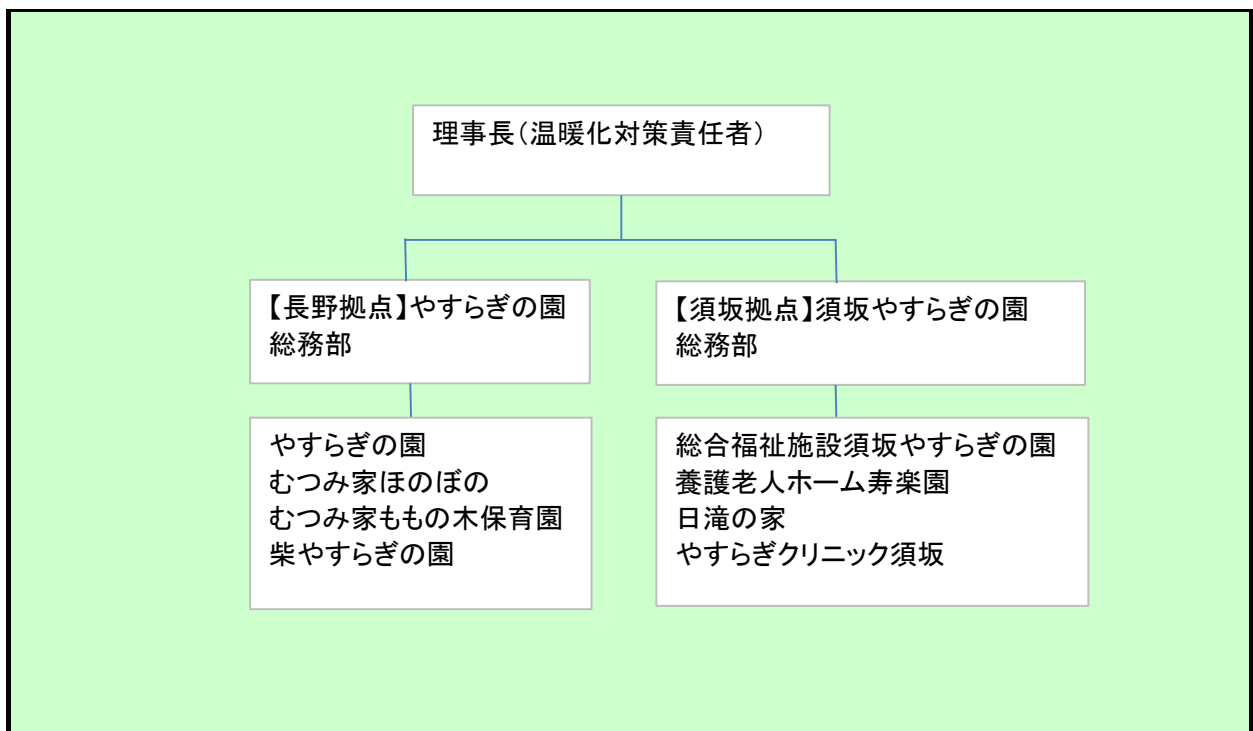 理事長（温暖化対策責任者）
【長野拠点】やすらぎの園
総務部
【須坂拠点】須坂やすらぎの園
総務部
やすらぎの園
むつみ家ほのぼの
むつみ家ももの木保育園
柴やすらぎの園
総合福祉施設須坂やすらぎの園
養護老人ホーム寿楽園
日滝の家
やすらぎクリニック須坂